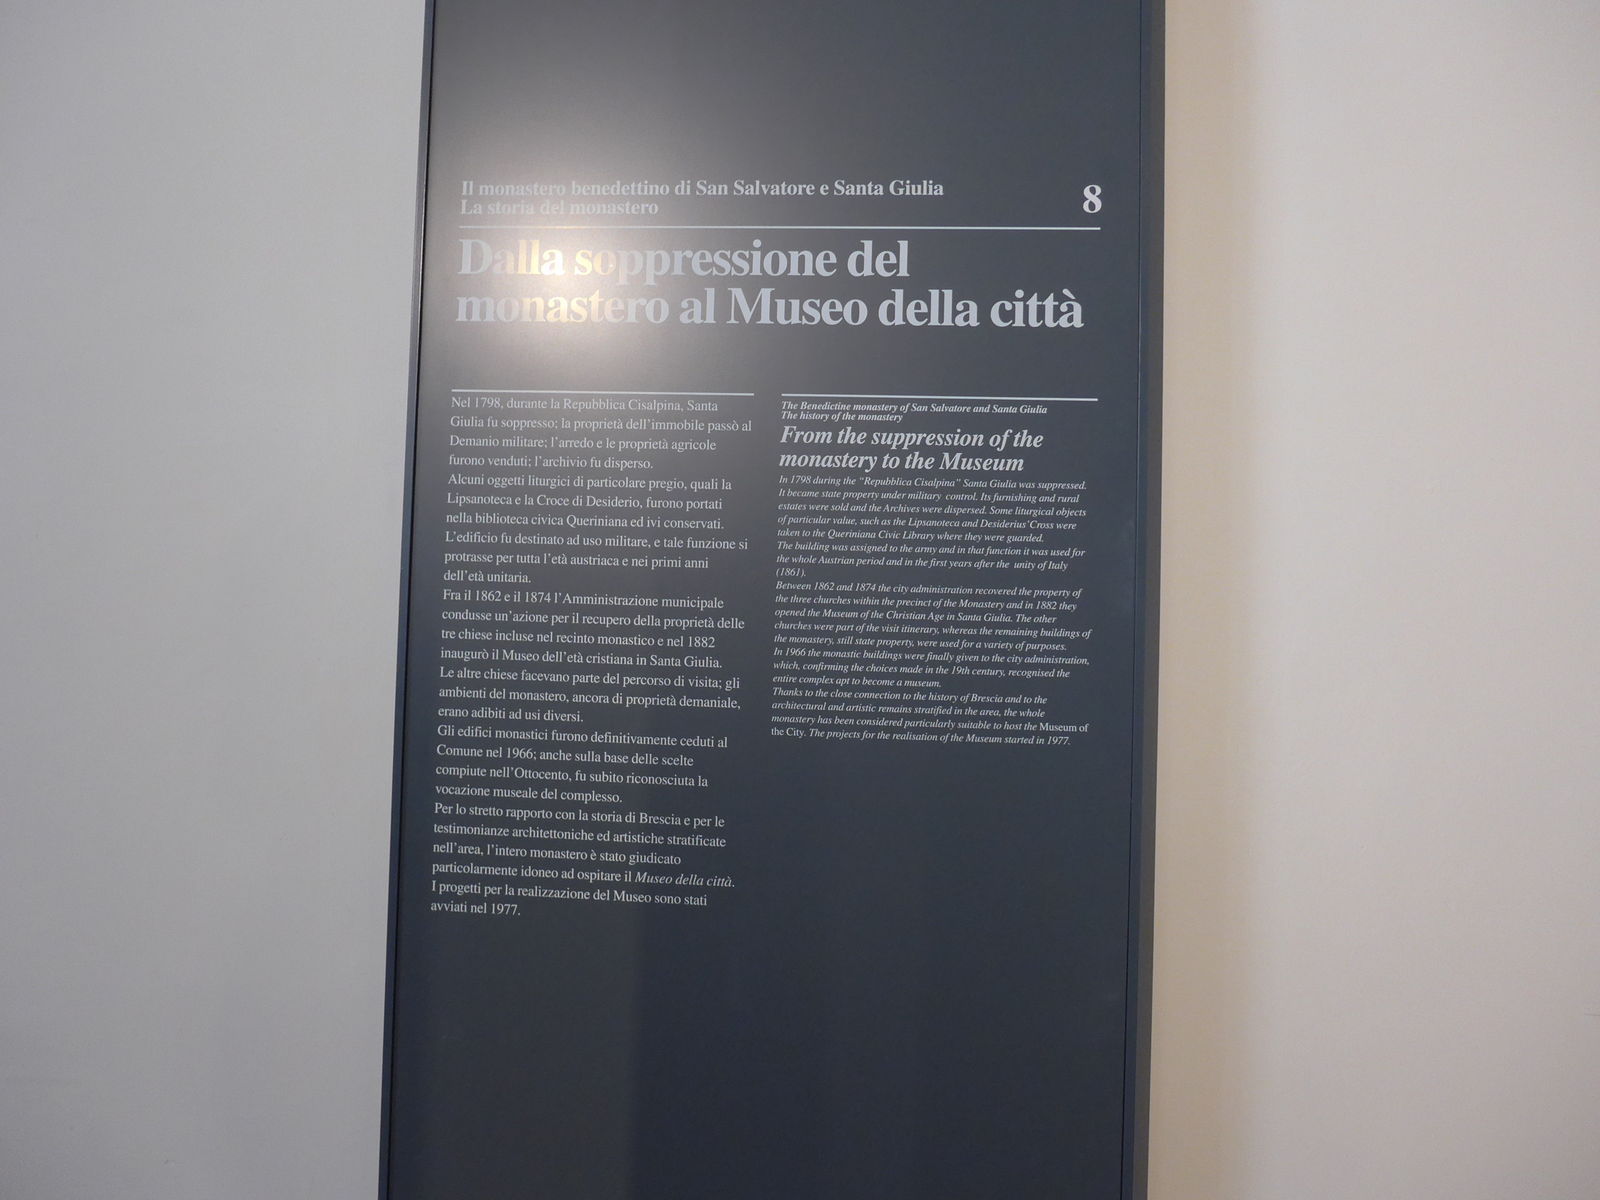 Il monastero benedettino di San Salvatore e Santa Giulia
La storia del monastero
8
Dalla soppressione del
monastero al Museo della città
Nel 1798, durante la Repubblica Cisalpina, Santa
Giulia fu soppresso; la proprietà dell'immobile passò al
Demanio militare; l'arredo e le proprietà agricole
furono venduti; l'archivio fu disperso.
Alcuni oggetti liturgici di particolare pregio, quali la
Lipsanoteca e la Croce di Desiderio, furono portati
nella biblioteca civica Queriniana ed ivi conservati.
L'edificio fu destinato ad uso militare, e tale funzione si
protrasse per tutta l'età austriaca e nei primi anni
dell'età unitaria.
Fra il 1862 e il 1874 l'Amministrazione municipale
condusse un'azione per il recupero della proprietà delle
tre chiese incluse nel recinto monastico e nel 1882
inaugurò il Museo dell'età cristiana in Santa Giulia.
Le altre chiese facevano parte del percorso di visita; gli
ambienti del monastero, ancora di proprietà demaniale,
erano adibiti ad usi diversi.
Gli edifici monastici furono definitivamente ceduti al
Comune nel 1966; anche sulla base delle scelte
compiute nell'Ottocento, fu subito riconosciuta la
vocazione museale del complesso.
Per lo stretto rapporto con la storia di Brescia e per le
testimonianze architettoniche ed artistiche stratificate
nell'area, l'intero monastero è stato giudicato
particolarmente idoneo ad ospitare il Museo della città.
I progetti per la realizzazione del Museo sono stati
avviati nel 1977.
The Benedictine monastery of San Salvatore and Santa Giulia
The history of the monastery
From the suppression of the
monastery to the Museum
In 1798 during the "Repubblica Cisalpina" Santa Giulia was suppressed.
It became state property under military control. Its furnishing and rural
estates were sold and the Archives were dispersed. Some liturgical objects
of particular value, such as the Lipsanoteca and Desiderius'Cross were
taken to the Queriniana Civic Library where they were guarded.
The building was assigned to the army and in that function it was used for
the whole Austrian period and in the first years after the unity of Italy
(1861).
Between 1862 and 1874 the city administration recovered the property of
the three churches within the precinct of the Monastery and in 1882 they
opened the Museum of the Christian Age in Santa Giulia. The other
churches were part of the visit itinerary, whereas the remaining buildings of
the monastery, still state property, were used for a variety of purposes.
In 1966 the monastic buildings were finally given to the city administration,
which, confirming the choices made in the 19th century, recognised the
entire complex apt to become a museum.
Thanks to the close connection to the history of Brescia and to the
architectural and artistic remains stratified in the area, the whole
monastery has been considered particularly suitable to host the Museum of
the City. The projects for the realisation of the Museum started in 1977.